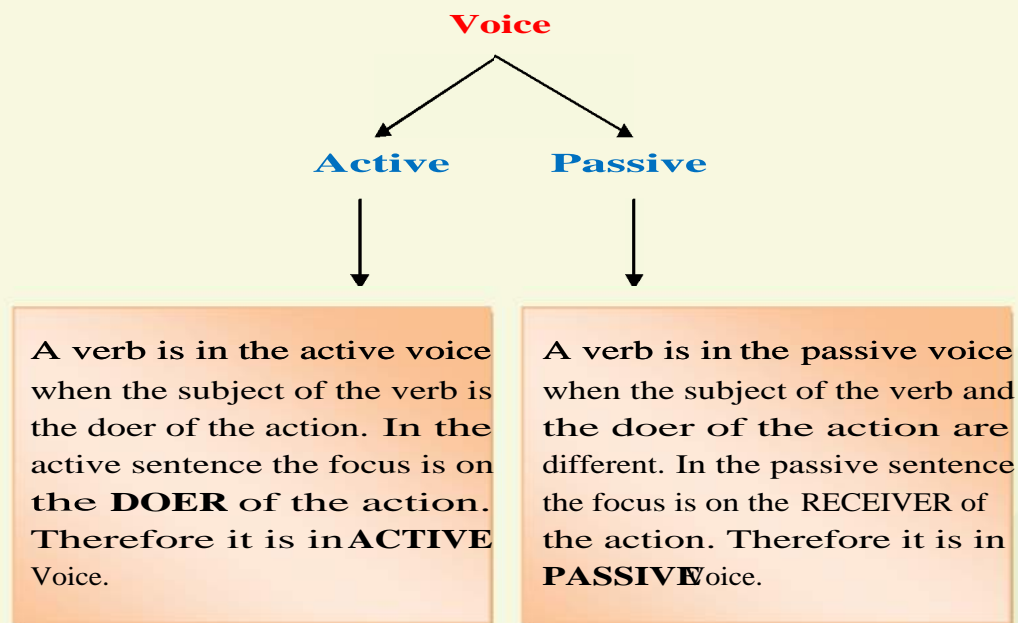 Voice
Active
Passive
A verb is in the active voice
when the subject of the verb is
the doer of the action. In the
active sentence the focus is on
the DOER of the action.
Therefore it is in ACTIVE
Voice.
A verb is in the passive voice
when the subject of the verb and
the doer of the action are
different. In the passive sentence
the focus is on the RECEIVER of
the action. Therefore it is in
PASSIVE Voice.